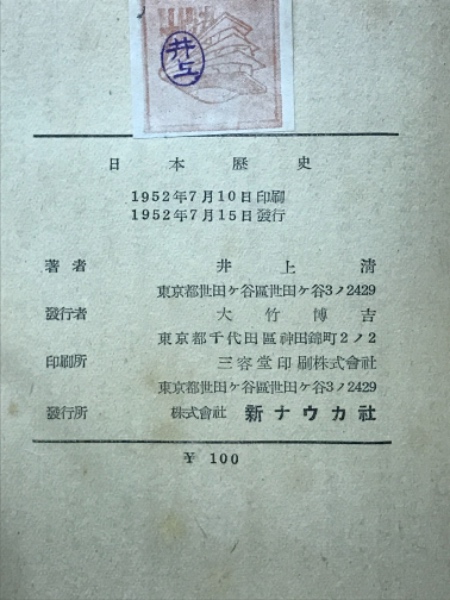 井上
日本歷史
1952年7月10日印刷
1952年7月15日發行
著者 井上清
東京都世田ケ谷區世田ケ谷3ノ2429
發行者 大竹博吉
東京都千代田區神田錦町2ノ2
印刷所 三容堂印刷株式會社
東京都世田ケ谷區世田ケ谷3ノ2429
發行所 株式會社 新ナウカ社
¥ 100